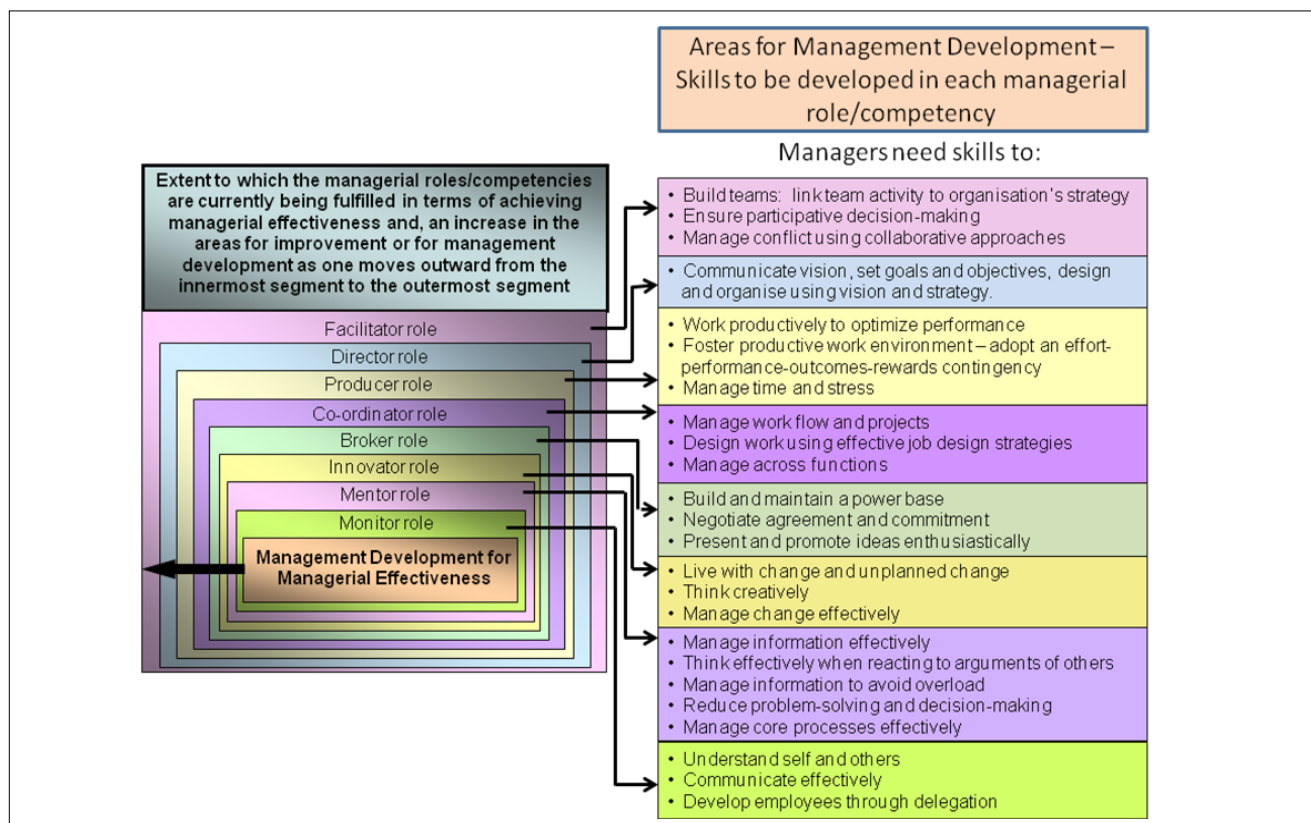 Areas for Management Development –
Skills to be developed in each managerial
role/competency
Managers need skills to:
Extent to which the managerial roles/competencies
are currently being fulfilled in terms of achieving
managerial effectiveness and, an increase in the
areas for improvement or for management
development as one moves outward from the
innermost segment to the outermost segment
Facilitator role
Director role
Producer role
Co-ordinator role
Broker role
Innovator role
Mentor role
Monitor role
Management Development for
Managerial Effectiveness
• Build teams: link team activity to organisation's strategy
• Ensure participative decision-making
• Manage conflict using collaborative approaches
• Communicate vision, set goals and objectives, design
and organise using vision and strategy.
• Work productively to optimize performance
• Foster productive work environment – adopt an effort-
performance-outcomes-rewards contingency
• Manage time and stress
• Manage work flow and projects
• Design work using effective job design strategies
• Manage across functions
• Build and maintain a power base
• Negotiate agreement and commitment
• Present and promote ideas enthusiastically
• Live with change and unplanned change
• Think creatively
• Manage change effectively
• Manage information effectively
• Think effectively when reacting to arguments of others
• Manage information to avoid overload
• Reduce problem-solving and decision-making
• Manage core processes effectively
• Understand self and others
• Communicate effectively
• Develop employees through delegation